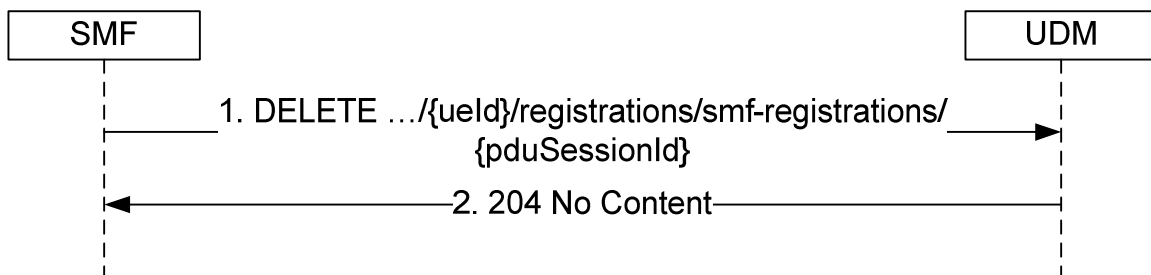 SMF
UDM
1. DELETE …/{ueId}/registrations/smf-registrations/
{pduSessionId}
2. 204 No Content